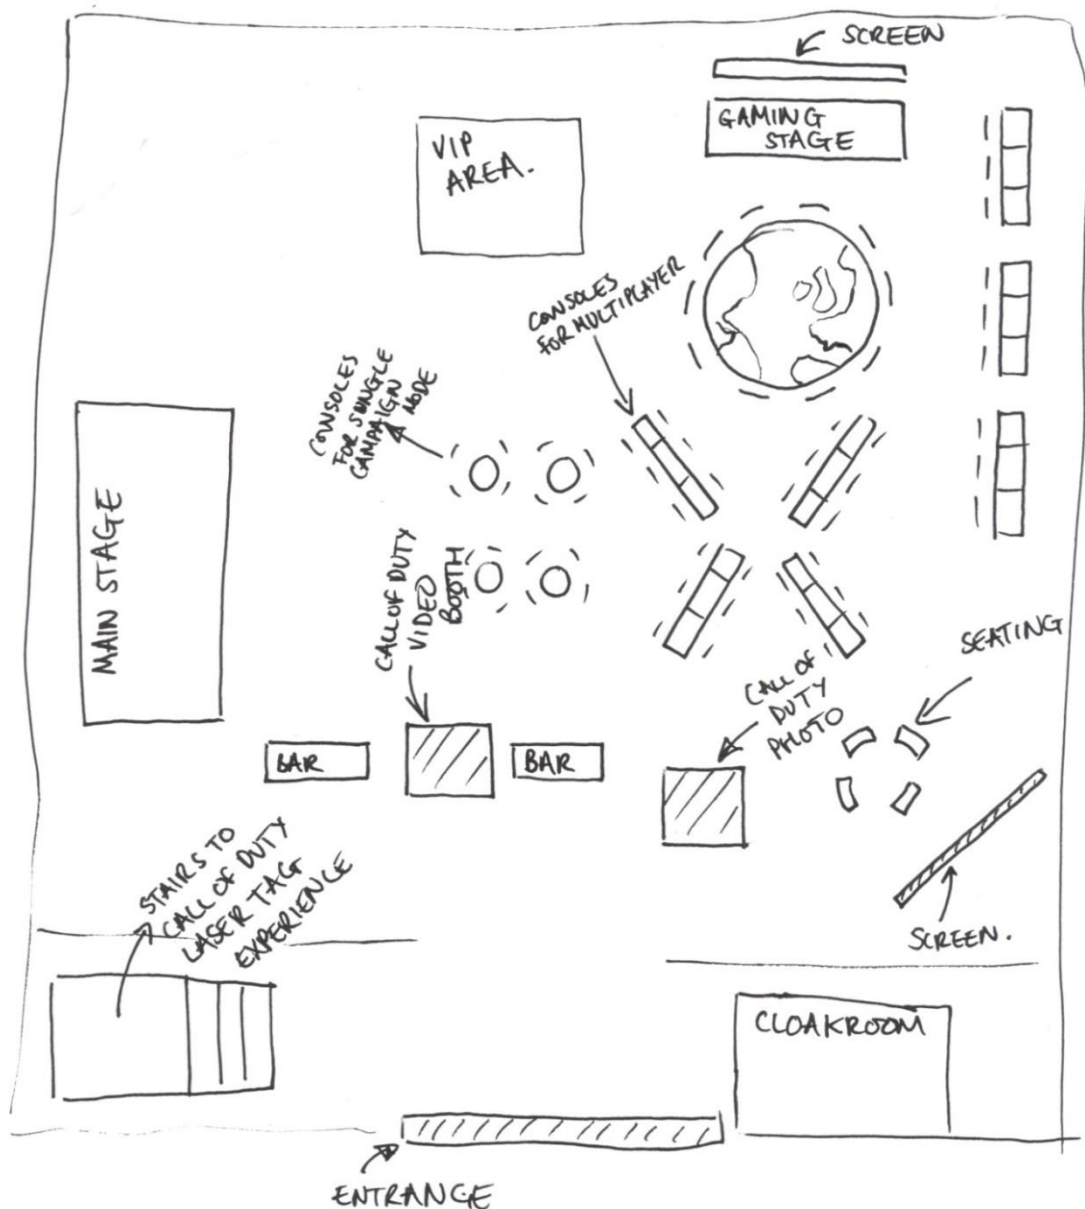 SCREEN
GAMING
STAGE
VIP
AREA.
CONSOLES
FOR MULTIPLAYER
CONSOLES
FOR SINGLE
CAMPAIGN
MODE
MAIN STAGE
CALL OF DUTY
VIDEO
BOOTH
SEATING
CALL OF
DUTY
PHOTO
BAR
BAR
STAIRS TO
CALL OF DUTY
LASER TAG
EXPERIENCE
SCREEN.
CLOAKROOM
ENTRANCE